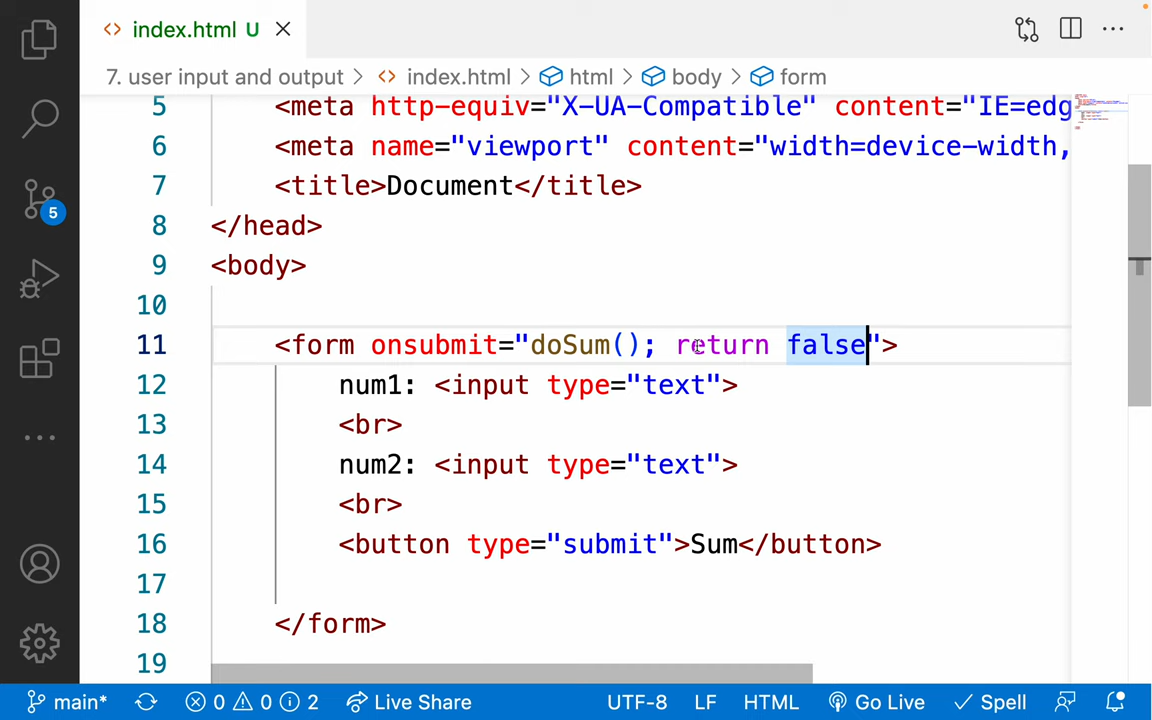 index.html U
7. user input and output > index.html > html > body > form
5 <meta http-equiv="X-UA-Compatible" content="IE=edg
6 <meta name="viewport" content="width=device-width,
7 <title>Document</title>
8 </head>
9 <body>
10
11 <form onsubmit="doSum(); return false">
12 num1: <input type="text">
13 <br>
14 num2: <input type="text">
15 <br>
16 <button type="submit">Sum</button>
17
18 </form>
19
5
main* 0 0 2 Live Share UTF-8 LF HTML Go Live Spell